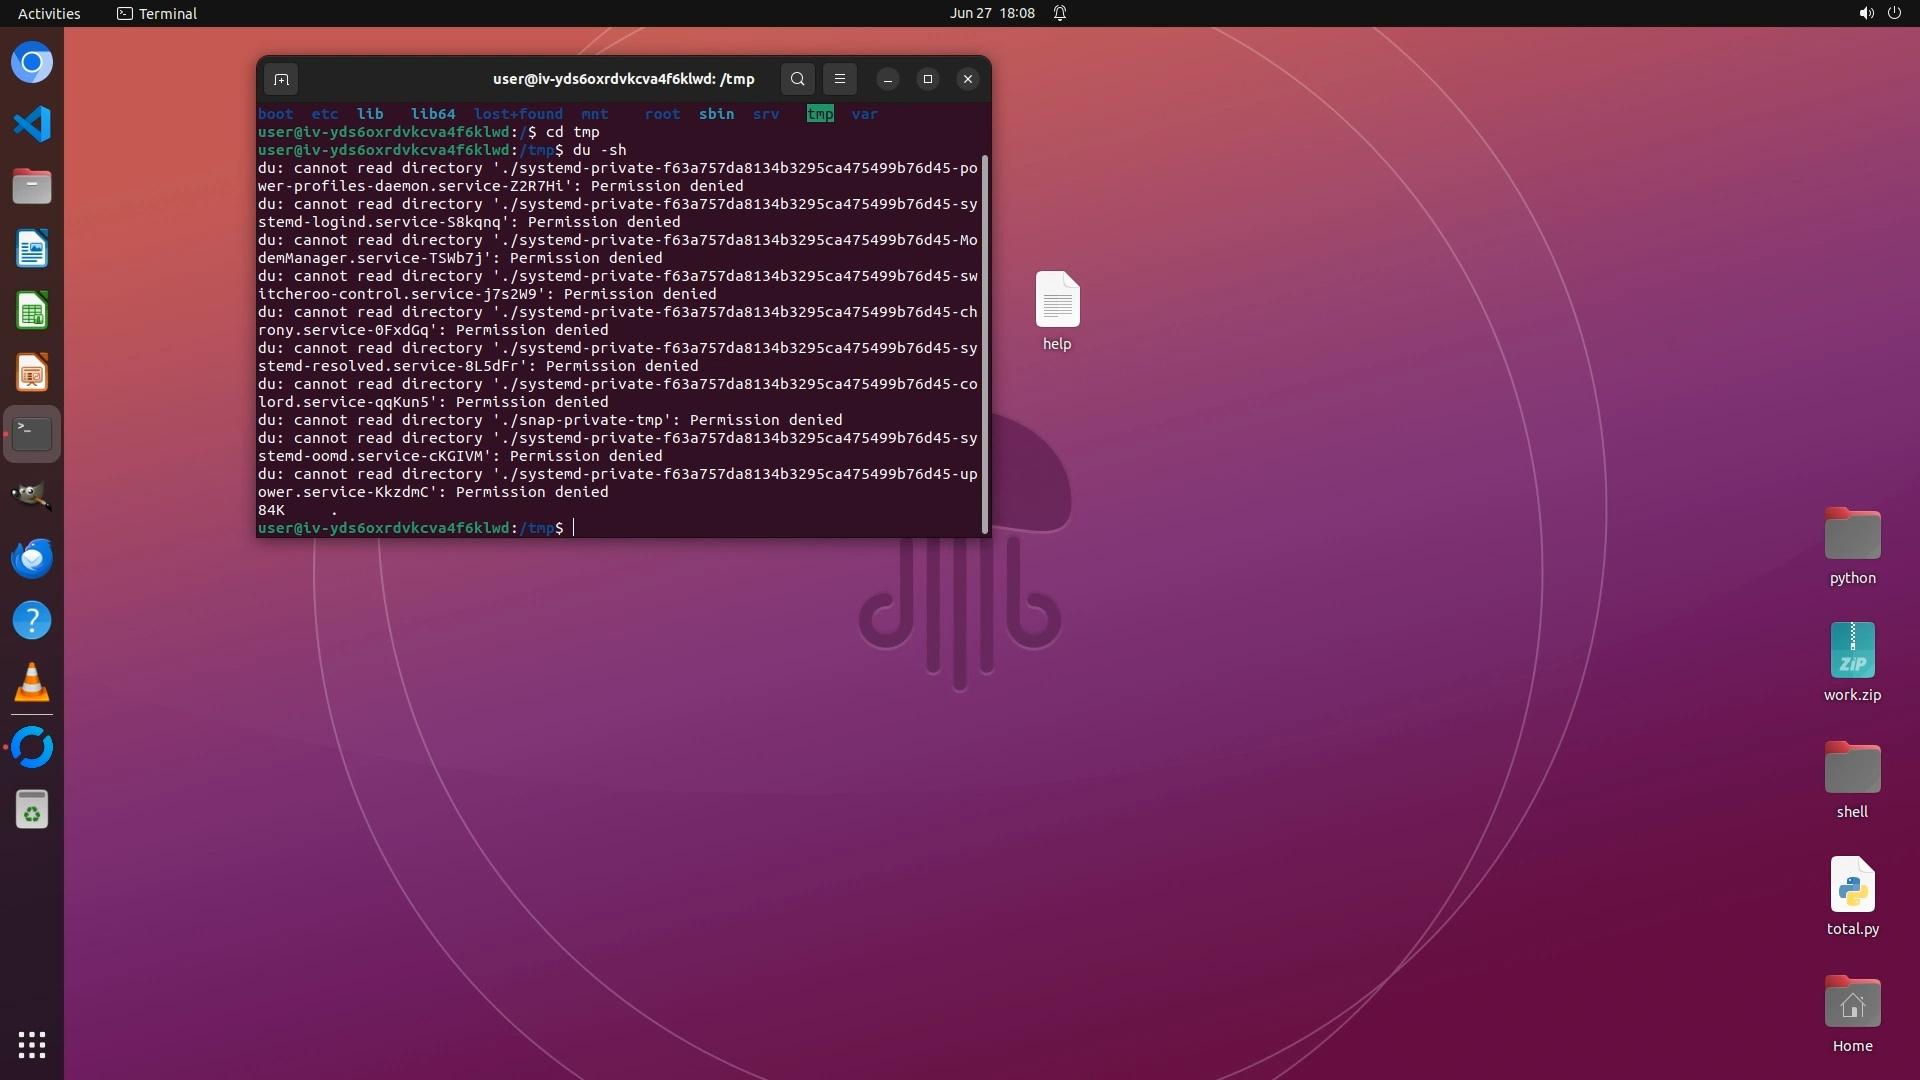 Activities
Terminal
Jun 27 18:08
user@iv-yds6oxrdvkcva4f6klwd: /tmp
boot etc lib lib64 lost+found mnt root sbin srv tmp var
user@iv-yds6oxrdvkcva4f6klwd:/$ cd tmp
user@iv-yds6oxrdvkcva4f6klwd:/tmp$ du -sh
du: cannot read directory './systemd-private-f63a757da8134b3295ca475499b76d45-po
wer-profiles-daemon.service-Z2R7Hi': Permission denied
du: cannot read directory './systemd-private-f63a757da8134b3295ca475499b76d45-sy
stemd-logind.service-S8kqnq': Permission denied
du: cannot read directory './systemd-private-f63a757da8134b3295ca475499b76d45-Mo
demManager.service-TSWb7j': Permission denied
du: cannot read directory './systemd-private-f63a757da8134b3295ca475499b76d45-sw
itcheroo-control.service-j7s2W9': Permission denied
du: cannot read directory './systemd-private-f63a757da8134b3295ca475499b76d45-ch
rony.service-0FxdGq': Permission denied
du: cannot read directory './systemd-private-f63a757da8134b3295ca475499b76d45-sy
stemd-resolved.service-8L5dFr': Permission denied
du: cannot read directory './systemd-private-f63a757da8134b3295ca475499b76d45-co
lord.service-qqKun5': Permission denied
du: cannot read directory './snap-private-tmp': Permission denied
du: cannot read directory './systemd-private-f63a757da8134b3295ca475499b76d45-sy
stemd-oomd.service-cKGIVM': Permission denied
du: cannot read directory './systemd-private-f63a757da8134b3295ca475499b76d45-up
ower.service-KkzdmC': Permission denied
84K .
user@iv-yds6oxrdvkcva4f6klwd:/tmp$
help
python
ZIP
work.zip
shell
total.py
Home